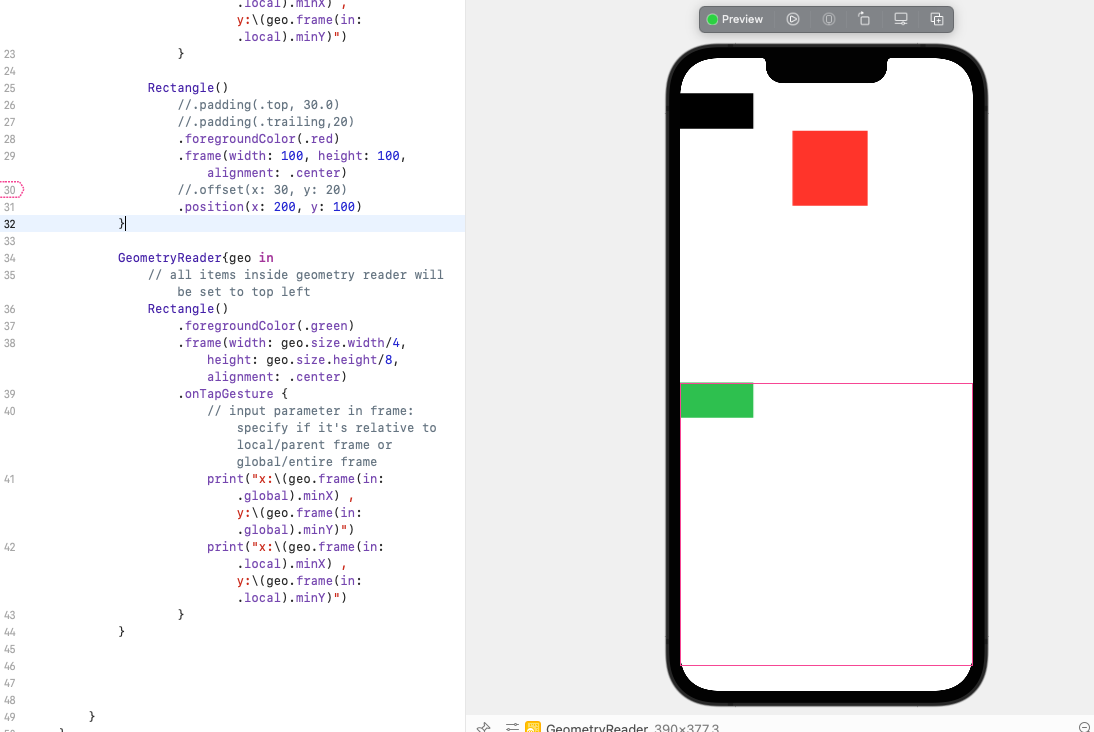 .local).minX) ,
y:\(geo.frame(in:
.local).minY)")
23 }
24
25 Rectangle()
26 //.padding(.top, 30.0)
27 //.padding(.trailing,20)
28 .foregroundColor(.red)
29 .frame(width: 100, height: 100,
alignment: .center)
30 //.offset(x: 30, y: 20)
31 .position(x: 200, y: 100)
32 }
33
34 GeometryReader{geo in
35 // all items inside geometry reader will
be set to top left
36 Rectangle()
37 .foregroundColor(.green)
38 .frame(width: geo.size.width/4,
height: geo.size.height/8,
alignment: .center)
39 .onTapGesture {
40 // input parameter in frame:
specify if it's relative to
local/parent frame or
global/entire frame
41 print("x:\(geo.frame(in:
.global).minX) ,
y:\(geo.frame(in:
.global).minY)")
42 print("x:\(geo.frame(in:
.local).minX) ,
y:\(geo.frame(in:
.local).minY)")
43 }
44 }
45
46
47
48
49 }
Preview
GeometryReader 390×377.3